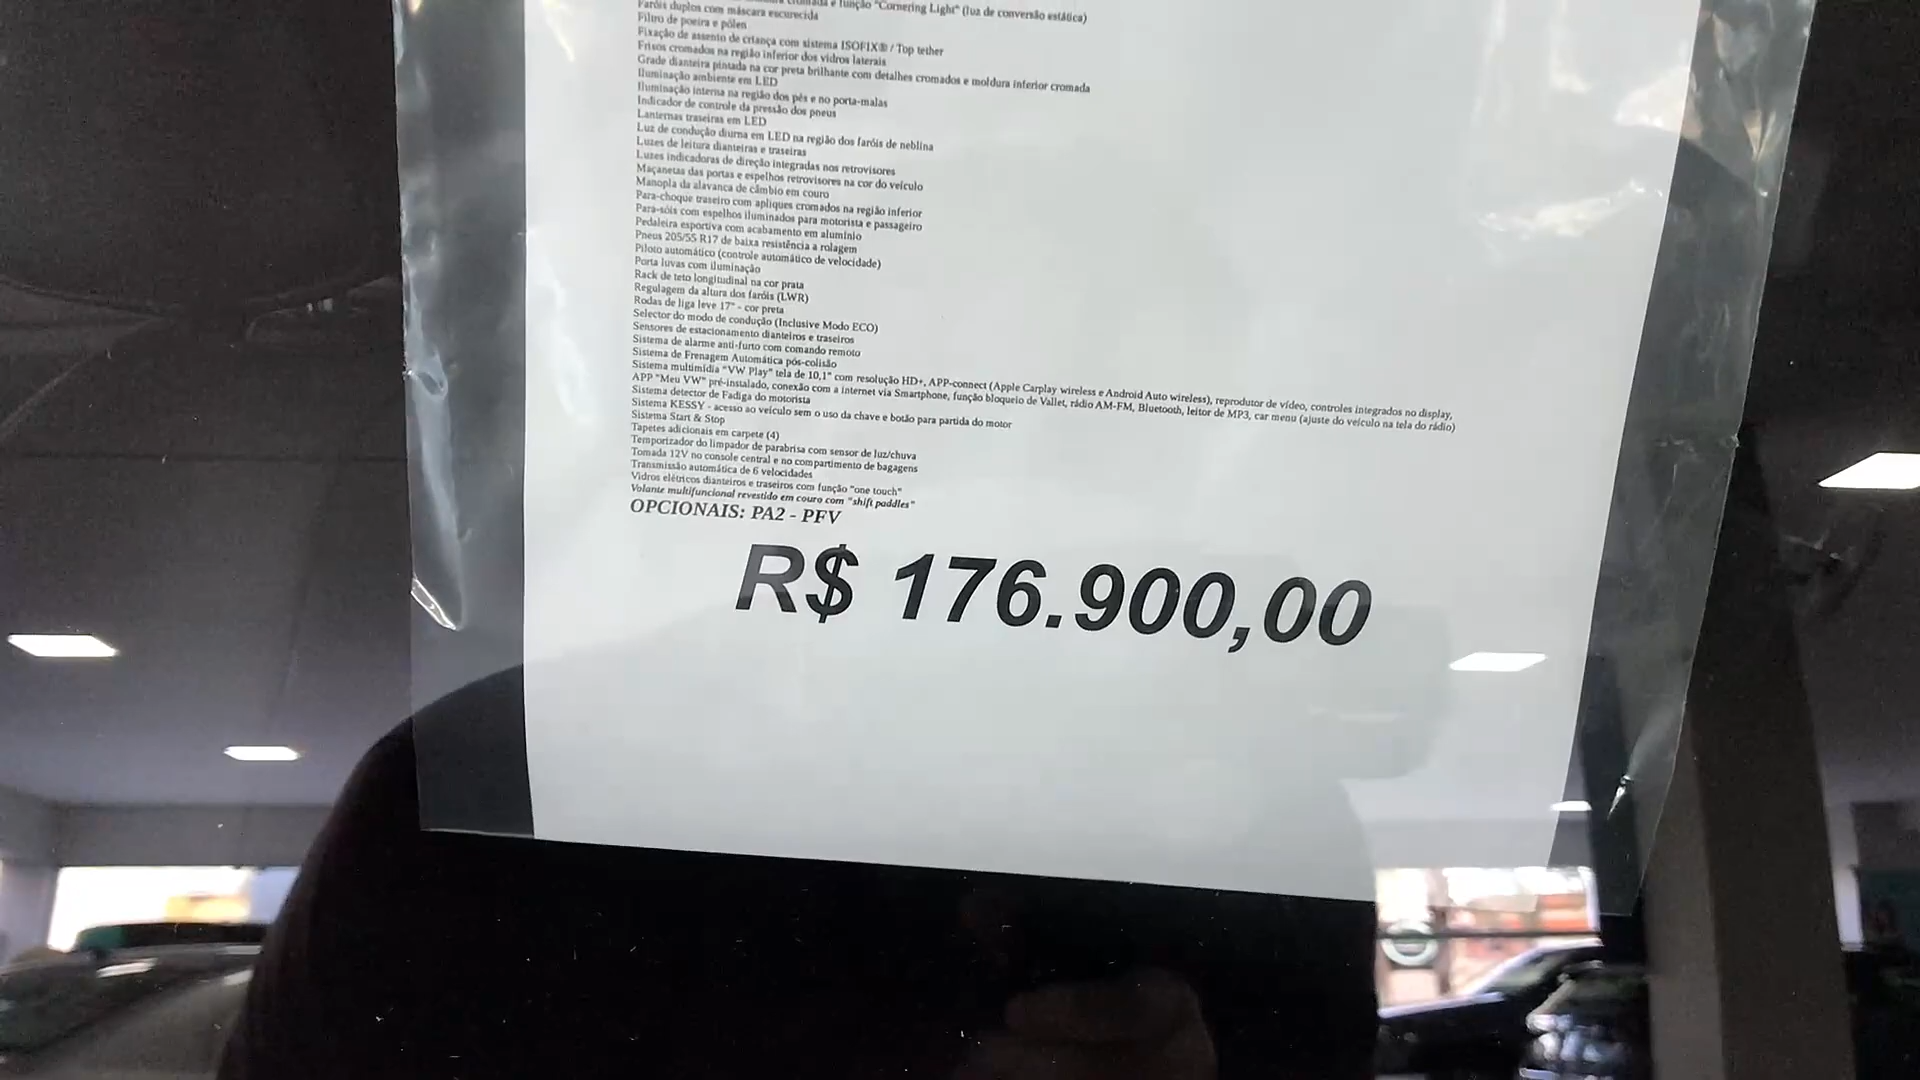 cromada e função "Cornering Light" (luz de conversão estática)
Faróis duplos com máscara escurecida
Filtro de poeira e pólen
Fixação de assento de criança com sistema ISOFIX® / Top tether
Frisos cromados na região inferior dos vidros laterais
Grade dianteira pintada na cor preta brilhante com detalhes cromados e moldura inferior cromada
Iluminação ambiente em LED
Iluminação interna na região dos pés e no porta-malas
Indicador de controle da pressão dos pneus
Lanternas traseiras em LED
Luz de condução diurna em LED na região dos faróis de neblina
Luzes de leitura dianteiras e traseiras
Luzes indicadoras de direção integradas nos retrovisores
Maçanetas das portas e espelhos retrovisores na cor do veículo
Manopla da alavanca de câmbio em couro
Para-choque traseiro com apliques cromados na região inferior
Para-sóis com espelhos iluminados para motorista e passageiro
Pedaleira esportiva com acabamento em alumínio
Pneus 205/55 R17 de baixa resistência a rolagem
Piloto automático (controle automático de velocidade)
Porta luvas com iluminação
Rack de teto longitudinal na cor prata
Regulagem da altura dos faróis (LWR)
Rodas de liga leve 17" - cor preta
Selector do modo de condução (Inclusive Modo ECO)
Sensores de estacionamento dianteiros e traseiros
Sistema de alarme anti-furto com comando remoto
Sistema de Frenagem Automática pós-colisão
Sistema multimídia "VW Play" tela de 10,1" com resolução HD+, APP-connect (Apple Carplay wireless e Android Auto wireless), reprodutor de vídeo, controles integrados no display,
APP "Meu VW" pré-instalado, conexão com a internet via Smartphone, função bloqueio de Vallet, rádio AM-FM, Bluetooth, leitor de MP3, car menu (ajuste do veículo na tela do rádio)
Sistema detector de Fadiga do motorista
Sistema KESSY - acesso ao veículo sem o uso da chave e botão para partida do motor
Sistema Start & Stop
Tapetes adicionais em carpete (4)
Temporizador do limpador de parabrisa com sensor de luz/chuva
Tomada 12V no console central e no compartimento de bagagens
Transmissão automática de 6 velocidades
Vidros elétricos dianteiros e traseiros com função "one touch"
Volante multifuncional revestido em couro com "shift paddles"
OPCIONAIS: PA2 - PFV
R$ 176.900,00